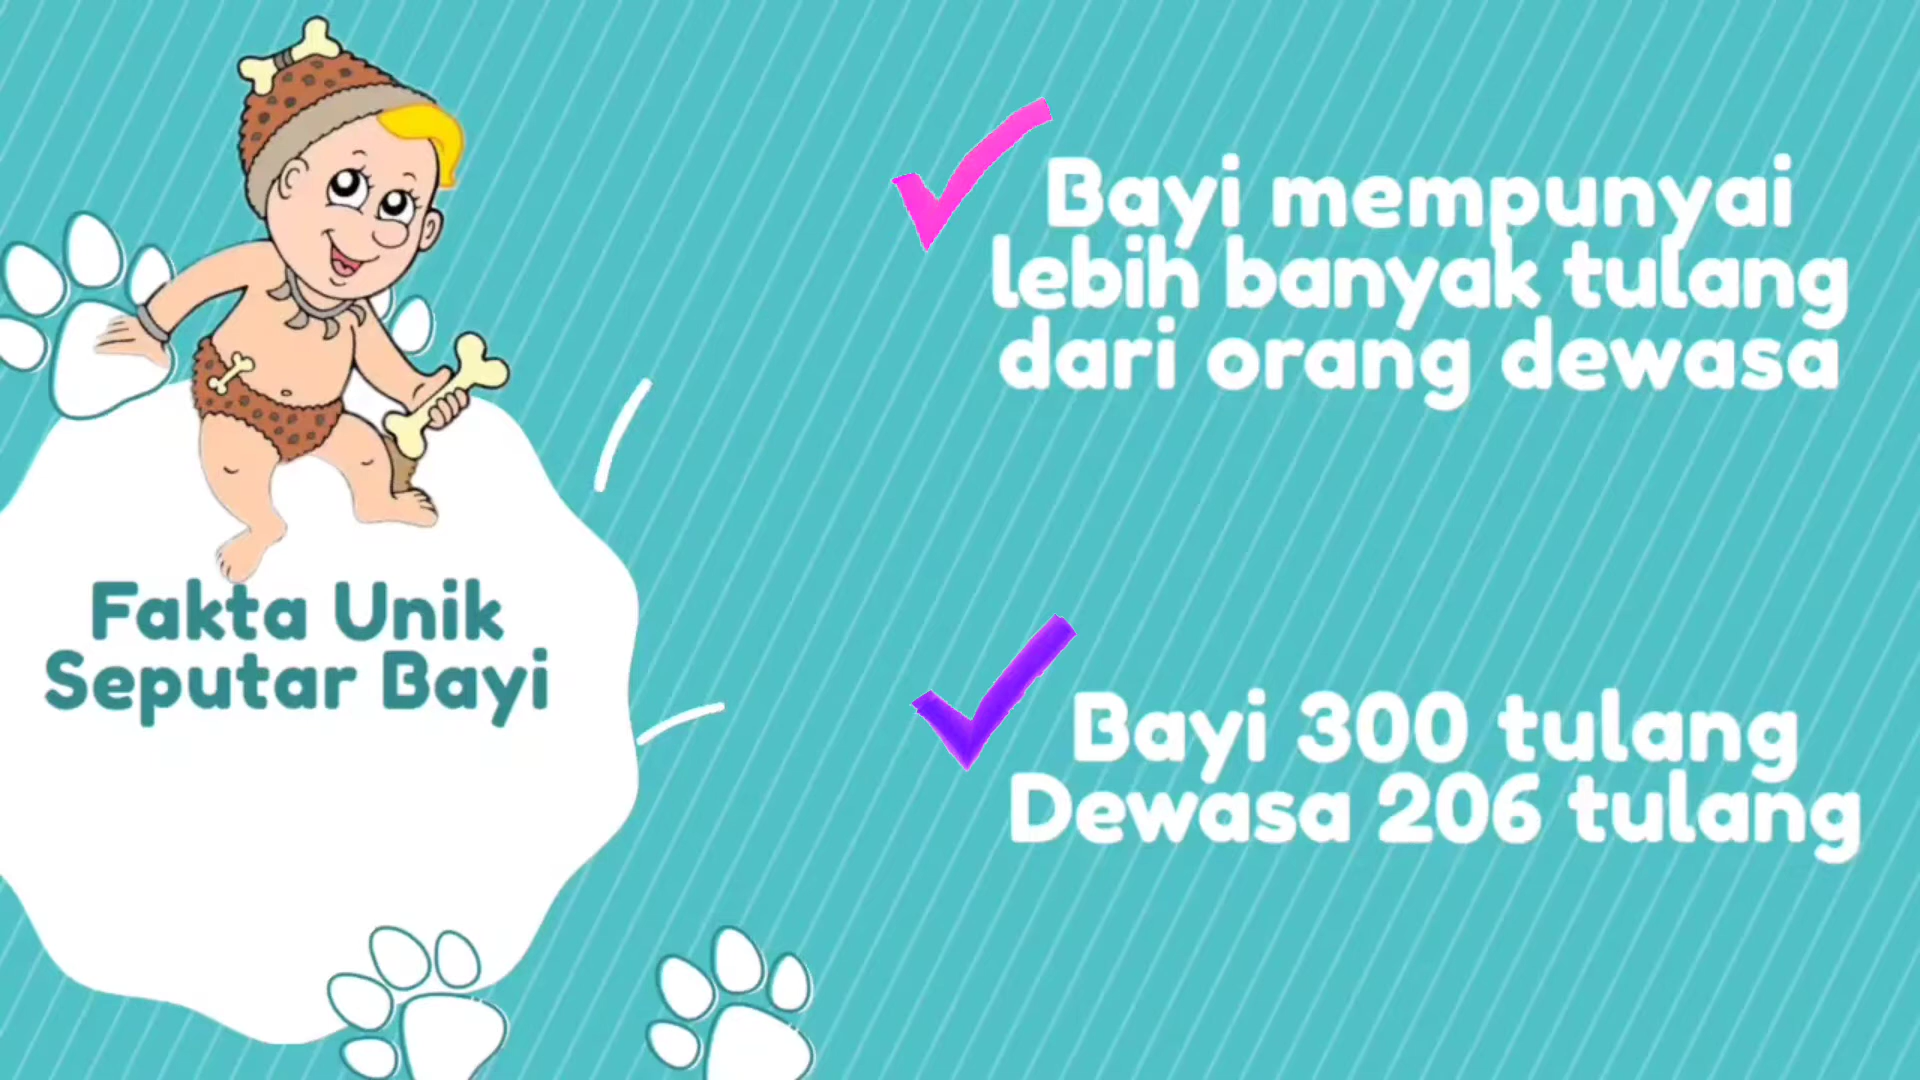 Fakta Unik
Seputar Bayi
Bayi mempunyai
lebih banyak tulang
dari orang dewasa
Bayi 300 tulang
Dewasa 206 tulang